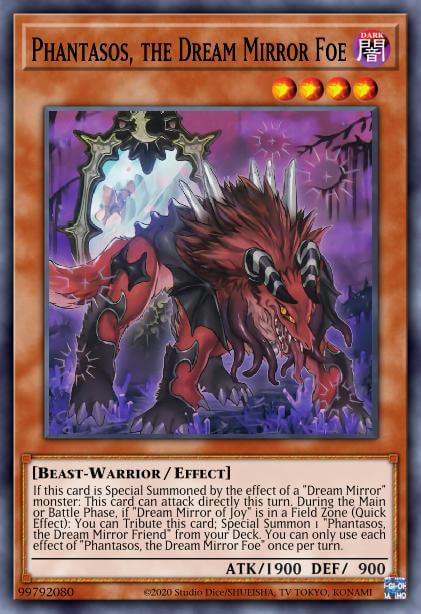 Phantasos, the Dream Mirror Foe
DARK
闇
[Beast-Warrior / Effect]
If this card is Special Summoned by the effect of a "Dream Mirror"
monster: This card can attack directly this turn. During the Main
or Battle Phase, if "Dream Mirror of Joy" is in a Field Zone (Quick
Effect): You can Tribute this card; Special Summon 1 "Phantasos,
the Dream Mirror Friend" from your Deck. You can only use each
effect of "Phantasos, the Dream Mirror Foe" once per turn.
ATK/1900 DEF/ 900
99792080
©2020 Studio Dice/SHUEISHA, TV TOKYO, KONAMI